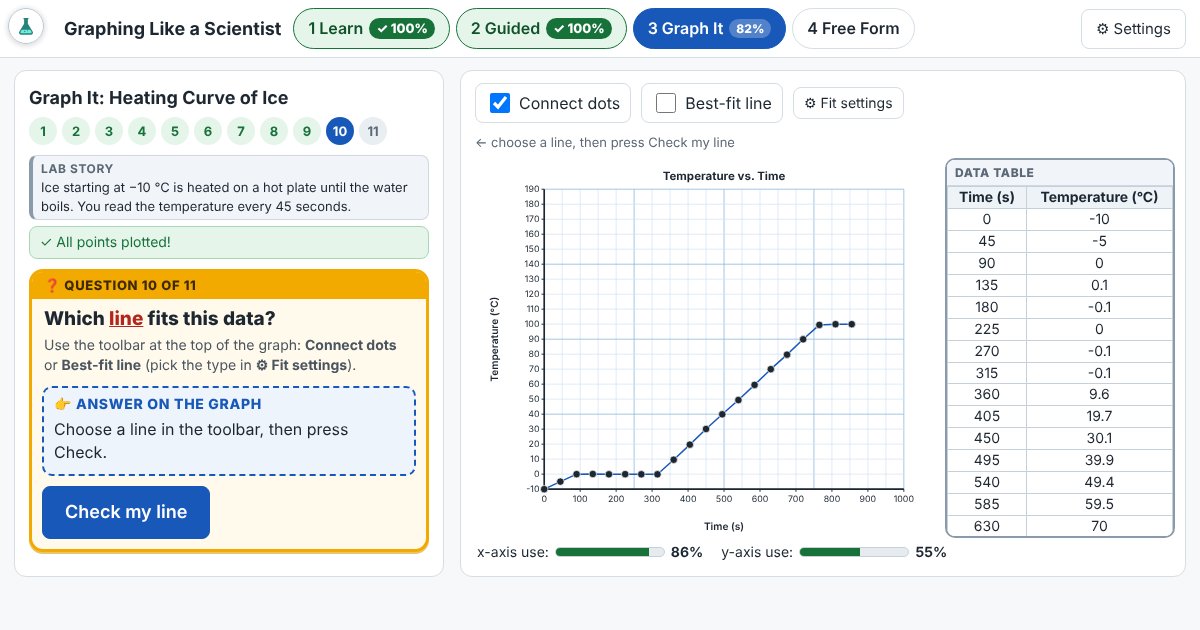 Graphing Like a Scientist
1 Learn ✓ 100%
2 Guided ✓ 100%
3 Graph It 82%
4 Free Form
⚙ Settings
Graph It: Heating Curve of Ice
1 2 3 4 5 6 7 8 9 10 11
LAB STORY
Ice starting at −10 °C is heated on a hot plate until the water
boils. You read the temperature every 45 seconds.
✓ All points plotted!
❓ QUESTION 10 OF 11
Which line fits this data?
Use the toolbar at the top of the graph: Connect dots
or Best-fit line (pick the type in ⚙ Fit settings).
👉 ANSWER ON THE GRAPH
Choose a line in the toolbar, then press
Check.
Check my line
Connect dots
Best-fit line
⚙ Fit settings
← choose a line, then press Check my line
Temperature vs. Time
190
180
170
160
150
140
130
120
110
100
90
80
70
60
50
40
30
20
10
0
-10
Temperature (°C)
0 100 200 300 400 500 600 700 800 900 1000
Time (s)
x-axis use: 86% y-axis use: 55%
DATA TABLE
Time (s) Temperature (°C)
0 -10
45 -5
90 0
135 0.1
180 -0.1
225 0
270 -0.1
315 -0.1
360 9.6
405 19.7
450 30.1
495 39.9
540 49.4
585 59.5
630 70